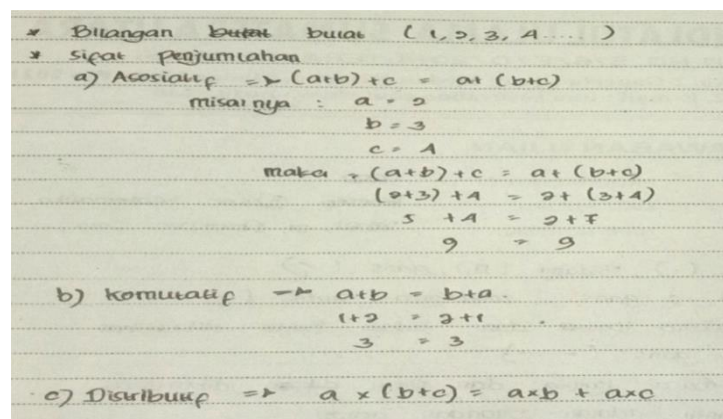 * Bilangan bulat bulat (1,2,3,4...)
* sifat penjumlahan
a) Asosiatif => (a+b)+c = a+ (b+c)
misalnya : a = 2
b = 3
c = 4
maka = (a+b)+c = a+ (b+c)
(2+3)+4 = 2+ (3+4)
5 +4 = 2+7
9 = 9
b) komutatif -> a+b = b+a
1+2 = 2+1
3 = 3
c) Distributif => a x (b+c) = axb + axc